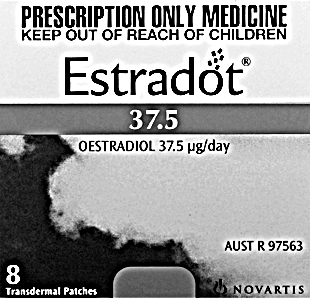 PRESCRIPTION ONLY MEDICINE
KEEP OUT OF REACH OF CHILDREN
Estradot®
37.5
OESTRADIOL 37.5 µg/day
AUST R 97563
8
Transdermal Patches
NOVARTIS